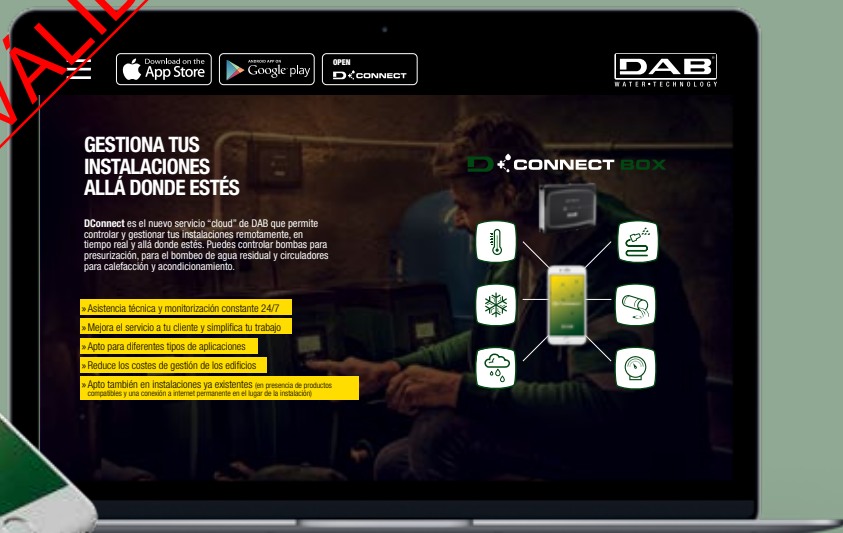 VÁLID
Download on the
App Store
ANDROID APP ON
Google play
OPEN
D CONNECT
DAB
WATER•TECHNOLOGY
GESTIONA TUS
INSTALACIONES
ALLÁ DONDE ESTÉS
D CONNECT BOX
DConnect es el nuevo servicio “cloud” de DAB que permite
controlar y gestionar tus instalaciones remotamente, en
tiempo real y allá donde estés. Puedes controlar bombas para
presurización, para el bombeo de agua residual y circuladores
para calefacción y acondicionamiento.
» Asistencia técnica y monitorización constante 24/7
» Mejora el servicio a tu cliente y simplifica tu trabajo
» Apto para diferentes tipos de aplicaciones
» Reduce los costes de gestión de los edificios
» Apto también en instalaciones ya existentes (en presencia de productos
compatibles y una conexión a internet permanente en el lugar de la instalación)